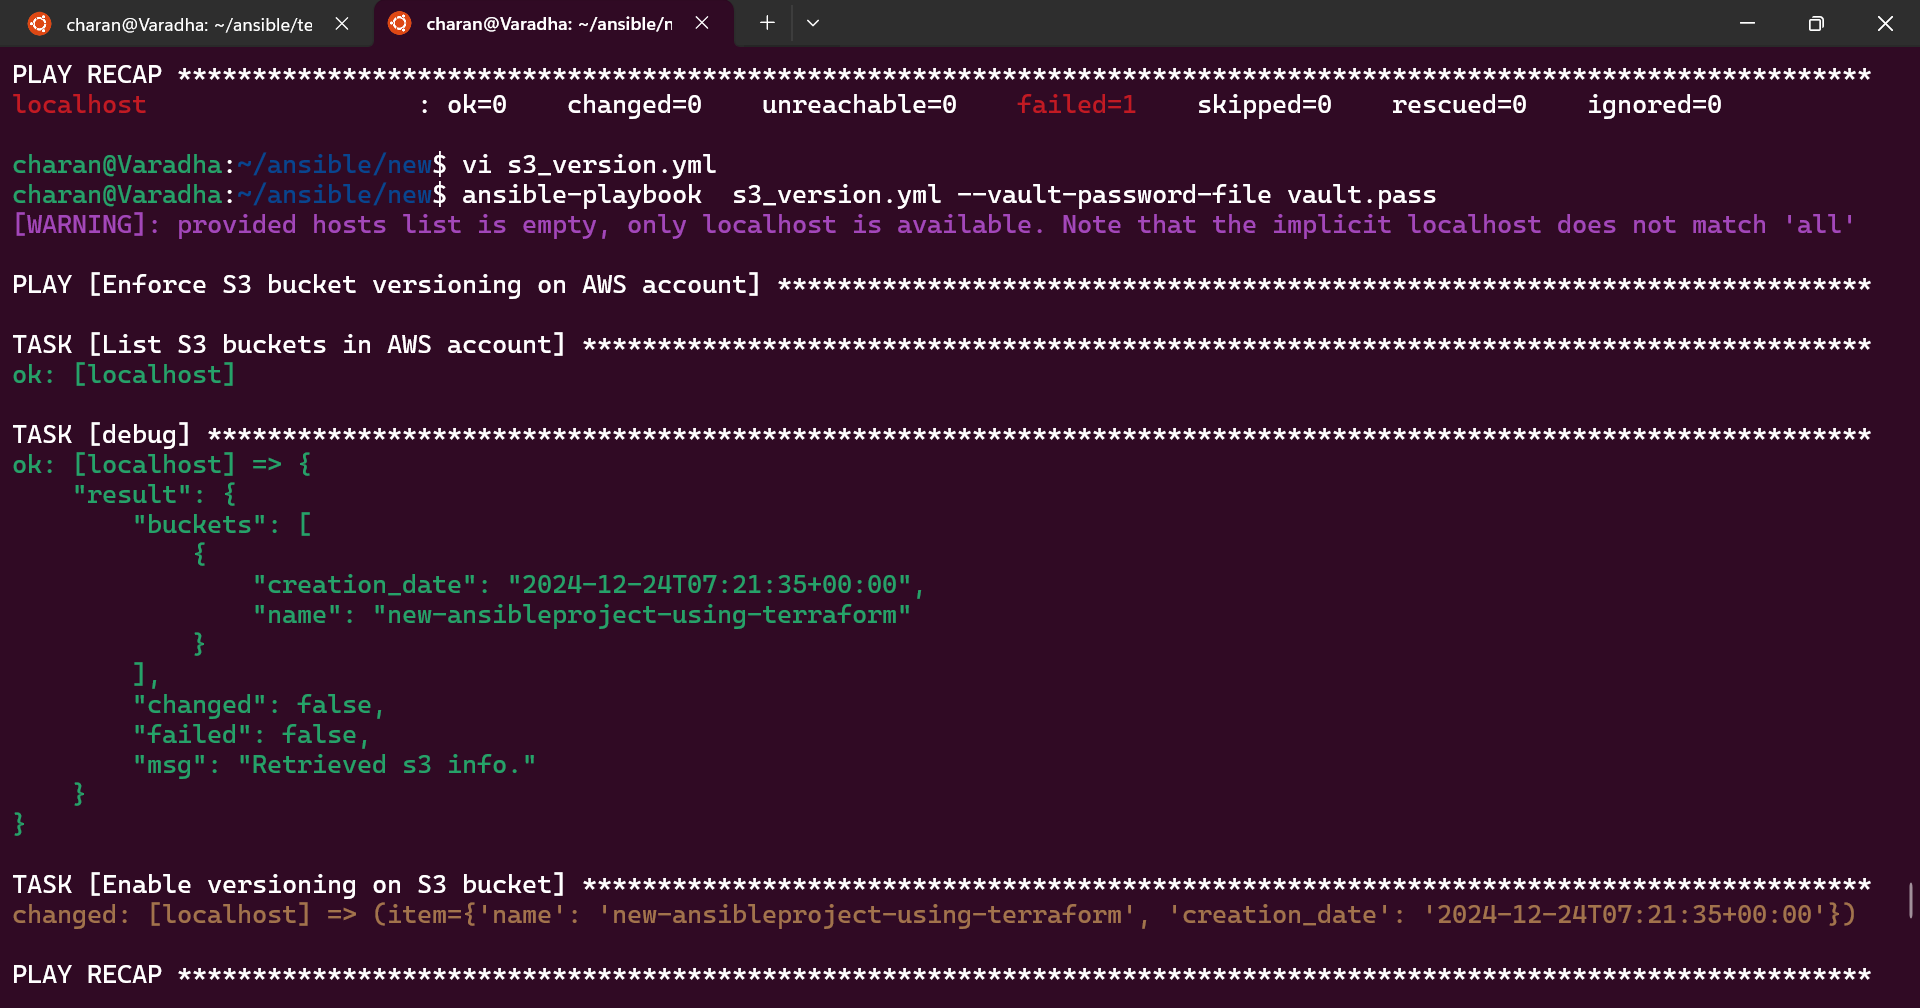 charan@Varadha: ~/ansible/te
charan@Varadha: ~/ansible/n
PLAY RECAP *****************************************************************************************************************
localhost                  : ok=0    changed=0    unreachable=0    failed=1    skipped=0    rescued=0    ignored=0
charan@Varadha:~/ansible/new$ vi s3_version.yml
charan@Varadha:~/ansible/new$ ansible-playbook  s3_version.yml --vault-password-file vault.pass
[WARNING]: provided hosts list is empty, only localhost is available. Note that the implicit localhost does not match 'all'
PLAY [Enforce S3 bucket versioning on AWS account] *************************************************************************
TASK [List S3 buckets in AWS account] **************************************************************************************
ok: [localhost]
TASK [debug] ***************************************************************************************************************
ok: [localhost] => {
    "result": {
        "buckets": [
            {
                "creation_date": "2024-12-24T07:21:35+00:00",
                "name": "new-ansibleproject-using-terraform"
            }
        ],
        "changed": false,
        "failed": false,
        "msg": "Retrieved s3 info."
    }
}
TASK [Enable versioning on S3 bucket] **************************************************************************************
changed: [localhost] => (item={'name': 'new-ansibleproject-using-terraform', 'creation_date': '2024-12-24T07:21:35+00:00'})
PLAY RECAP *****************************************************************************************************************